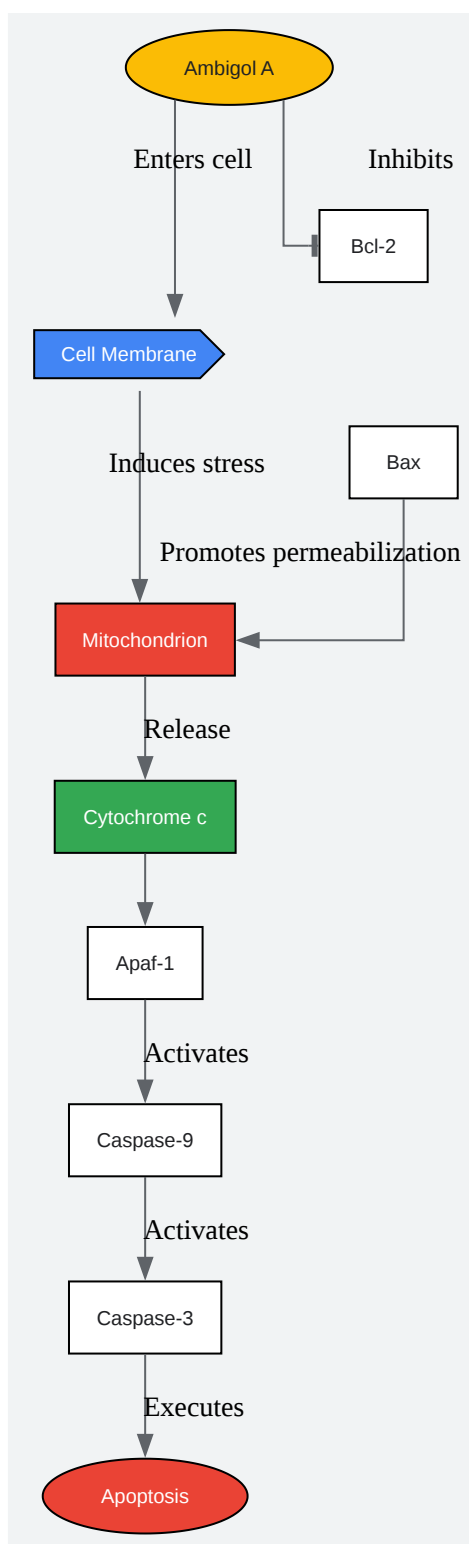 Ambigol A
Enters cell
Inhibits
Bcl-2
Cell Membrane
Bax
Induces stress
Promotes permeabilization
Mitochondrion
Release
Cytochrome c
Apaf-1
Activates
Caspase-9
Activates
Caspase-3
Executes
Apoptosis